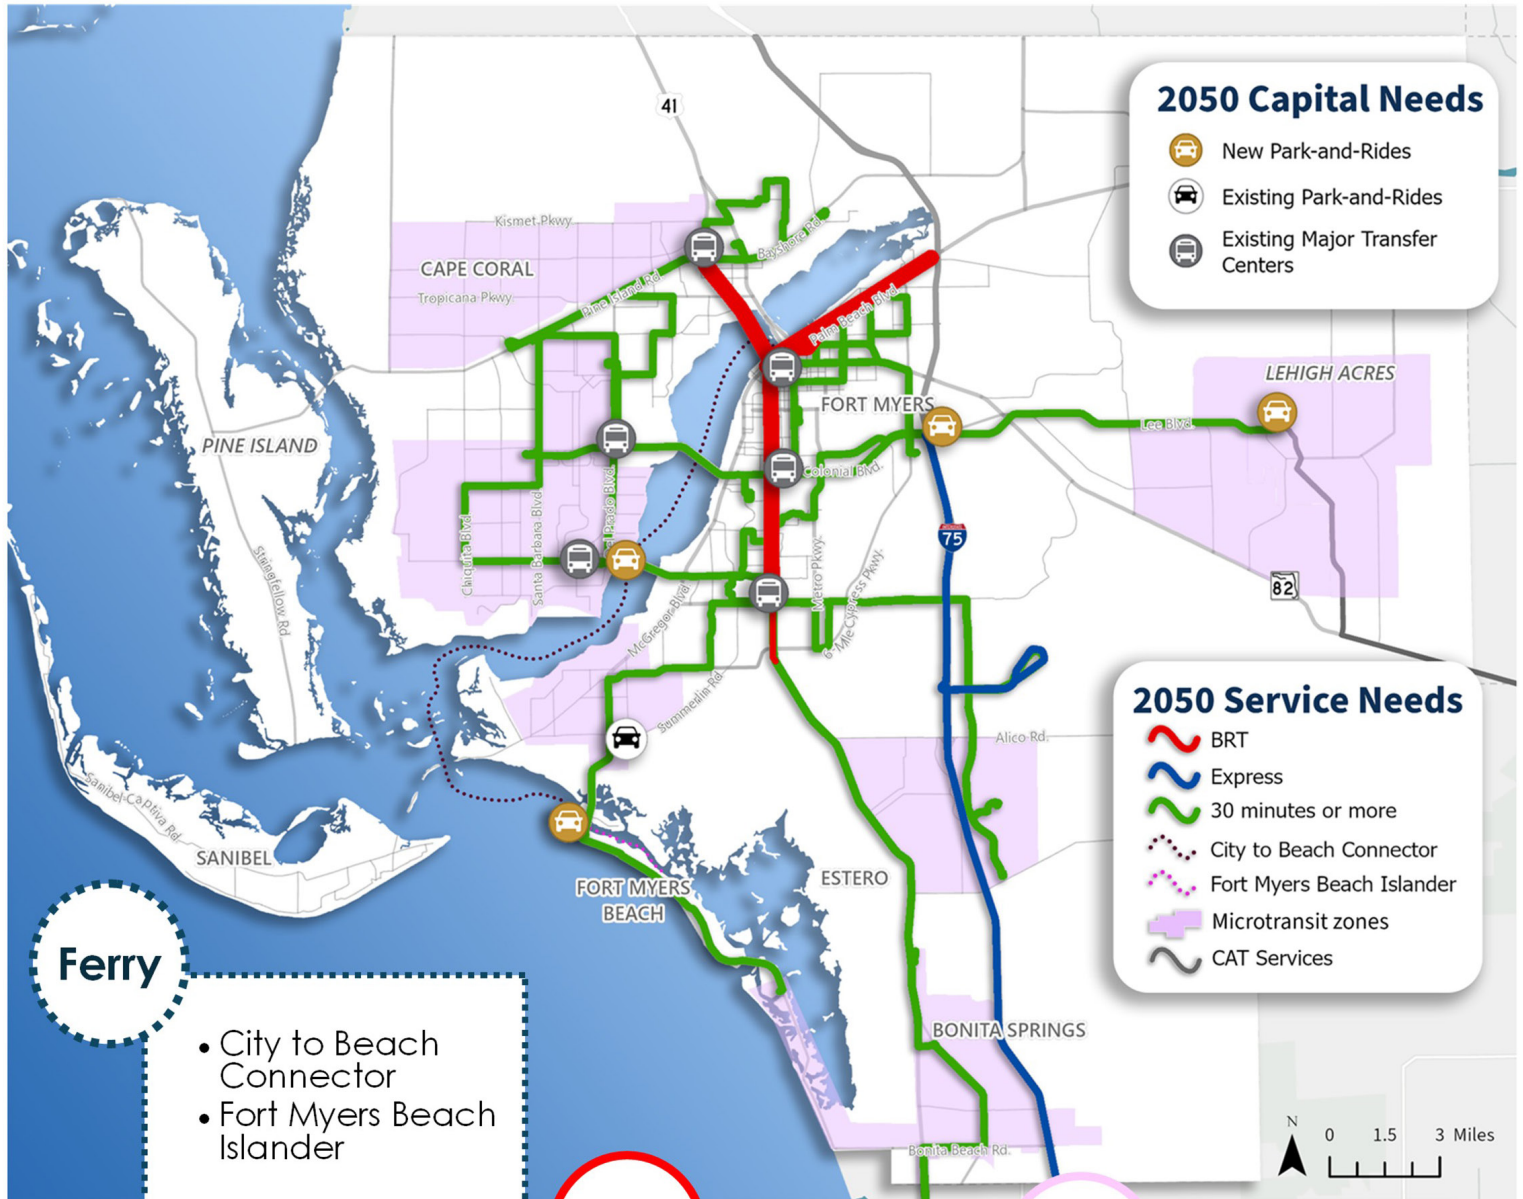 41
2050 Capital Needs
New Park-and-Rides
Existing Park-and-Rides
Existing Major Transfer
Centers
Kismet Pkwy
Bayshore Rd.
CAPE CORAL
Tropicana Pkwy.
Pine Island Rd
Palm Beach Blvd
LEHIGH ACRES
FORT MYERS
Lee Blvd.
PINE ISLAND
Colonial Blvd.
Chiquita Blvd
Santa Barbara Blvd.
Prado Blvd.
75
Stringfellow Rd
Metro Pkwy.
6-Mile Cypress Pkwy.
82
McGregor Blvd.
Summerlin Rd.
Alico Rd.
2050 Service Needs
BRT
Express
30 minutes or more
City to Beach Connector
Fort Myers Beach Islander
Microtransit zones
CAT Services
Sanibel Captiva Rd
SANIBEL
FORT MYERS
BEACH
ESTERO
Ferry
City to Beach
Connector
Fort Myers Beach
Islander
BONITA SPRINGS
Bonita Beach Rd.
N
0 1.5 3 Miles